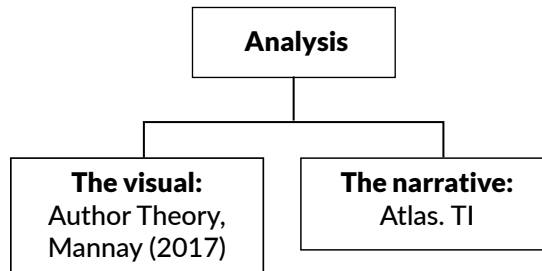 Analysis
The visual:
Author Theory,
Mannay (2017)
The narrative:
Atlas. TI